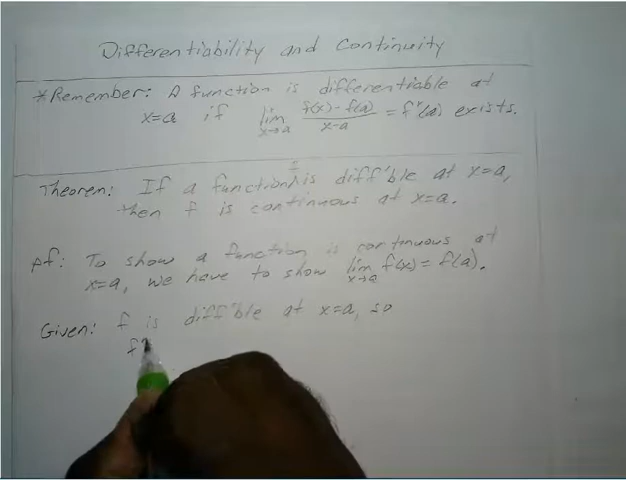 Differentiability and Continuity
*Remember: A function is differentiable at
x=a if lim x→a (f(x)-f(a))/(x-a) = f'(a) exists.
Theorem: If a function f is diff'ble at x=a,
then f is continuous at x=a.
Pf: To show a function is continuous at
x=a, we have to show lim x→a f(x) = f(a).
Given: f is diff'ble at x=a, so
f'